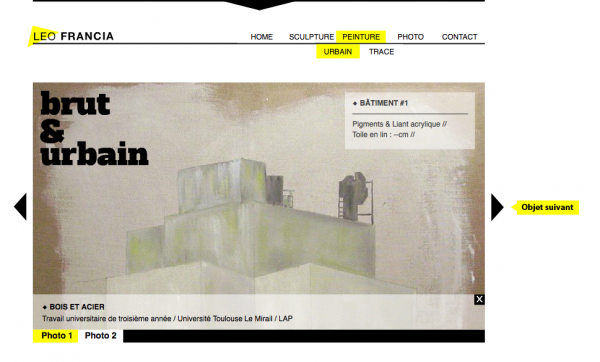 LEO FRANCIA
HOME SCULPTURE PEINTURE PHOTO CONTACT
URBAIN TRACE
brut
&
urbain
◆ BÂTIMENT #1
Pigments & Liant acrylique //
Toile en lin : --cm //
Objet suivant
◆ BOIS ET ACIER
X
Travail universitaire de troisième année / Université Toulouse Le Mirail / LAP
Photo 1 Photo 2